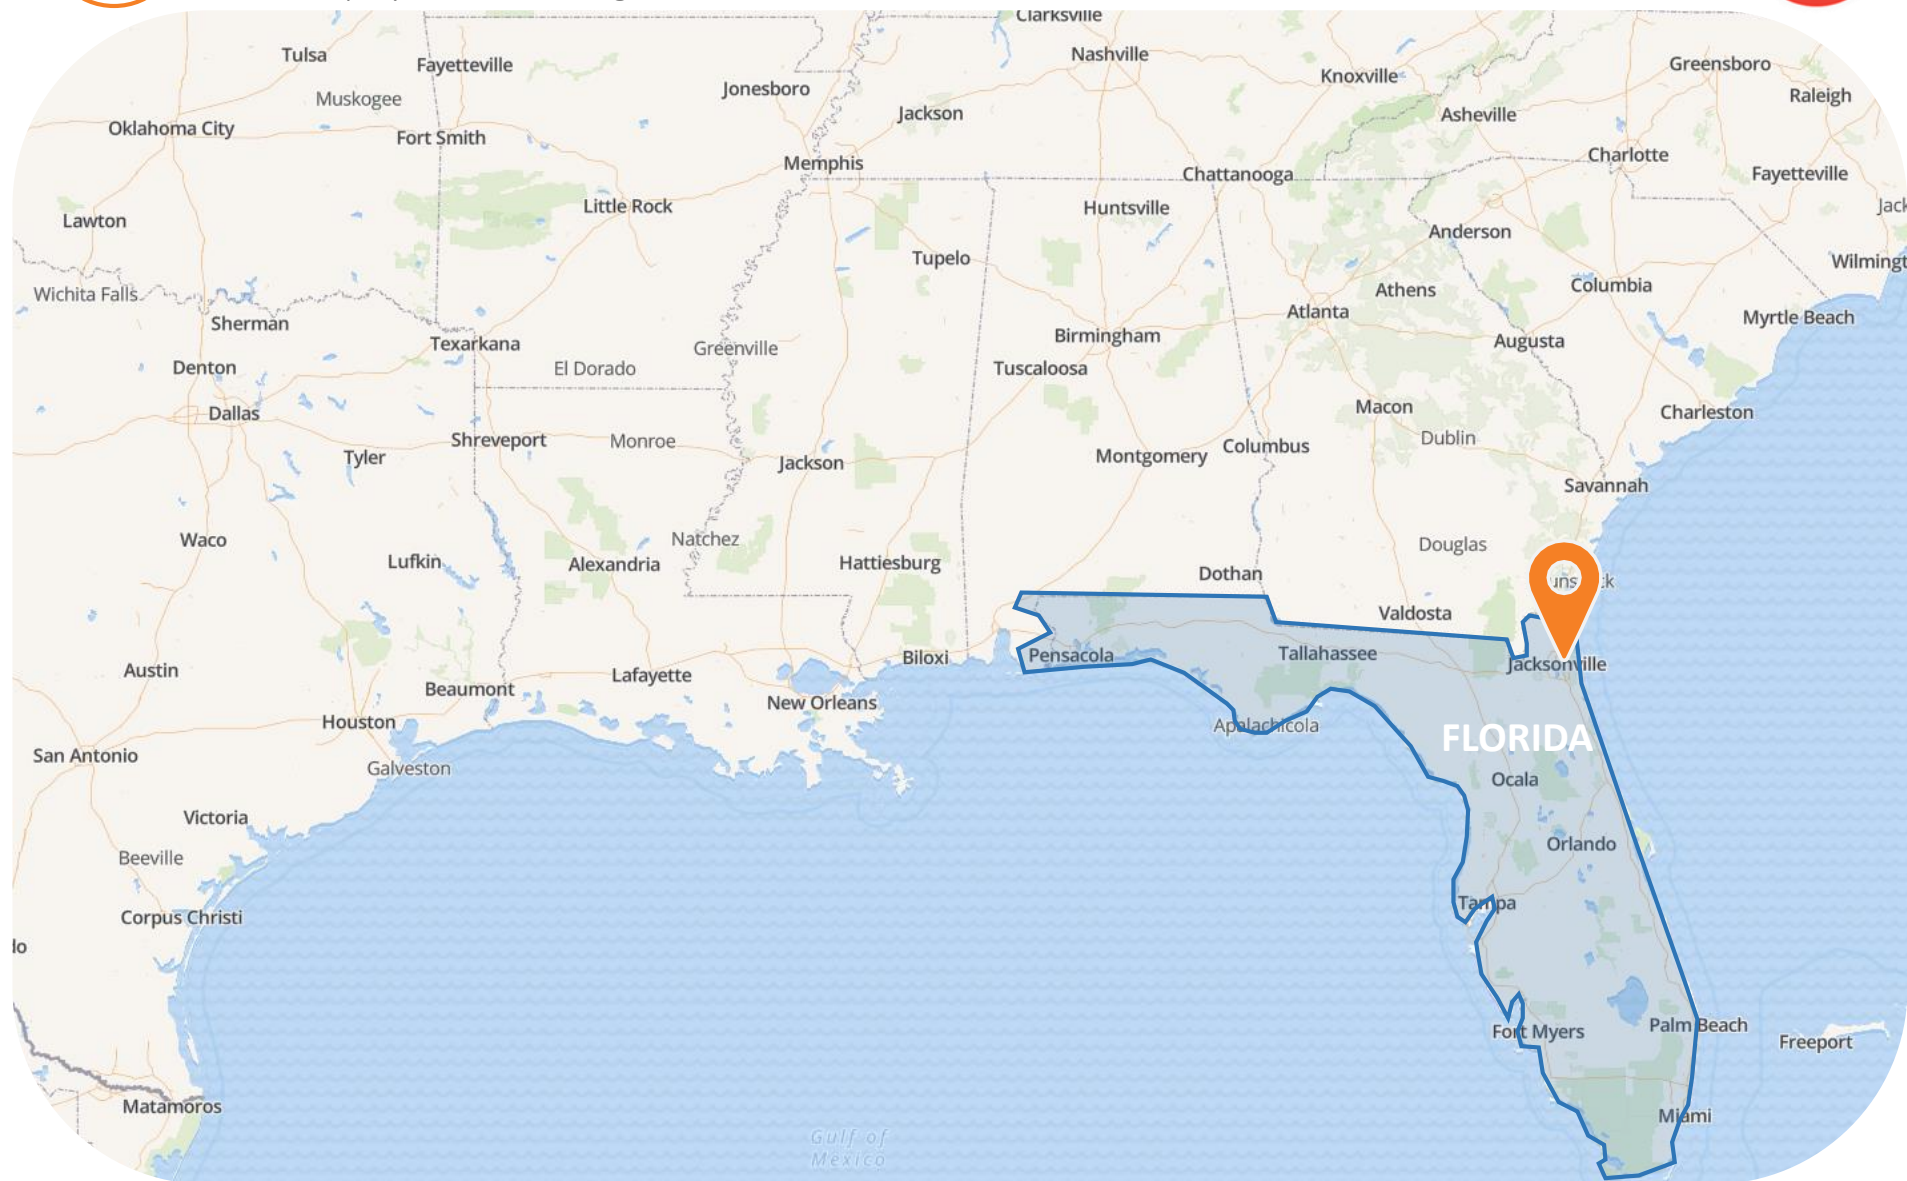 Clarksville
Tulsa
Fayetteville
Nashville
Knoxville
Greensboro
Muskogee
Jonesboro
Jackson
Asheville
Raleigh
Oklahoma City
Fort Smith
Memphis
Chattanooga
Charlotte
Fayetteville
Lawton
Little Rock
Huntsville
Anderson
Jack
Tupelo
Wilmingt
Wichita Falls
Sherman
Athens
Columbia
Texarkana
Greenville
Birmingham
Atlanta
Augusta
Myrtle Beach
Denton
El Dorado
Tuscaloosa
Dallas
Macon
Charleston
Shreveport
Monroe
Dublin
Tyler
Jackson
Montgomery
Columbus
Savannah
Waco
Natchez
Lufkin
Alexandria
Hattiesburg
Dothan
Douglas
Valdosta
Austin
Biloxi
Pensacola
Tallahassee
Jacksonville
Beaumont
Lafayette
New Orleans
Houston
Apalachicola
San Antonio
Galveston
FLORIDA
Ocala
Victoria
Beeville
Orlando
Tampa
Corpus Christi
lo
Fort Myers
Palm Beach
Freeport
Matamoros
Miami
Gulf of
Mexico